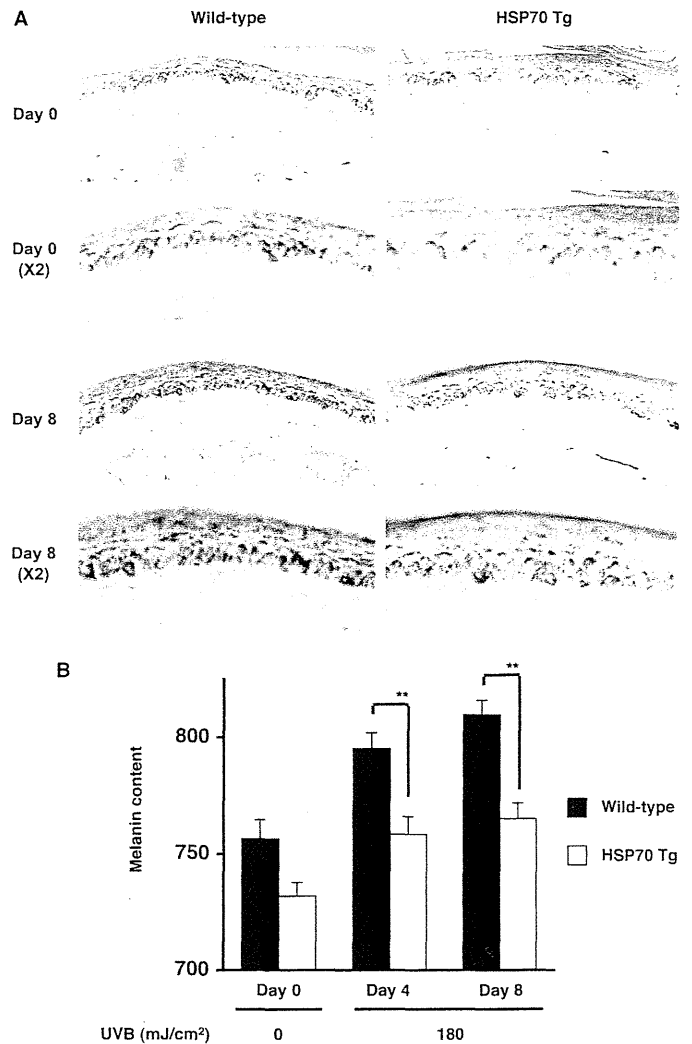 A
Wild-type
HSP70 Tg
Day 0
Day 0
(X2)
Day 8
Day 8
(X2)
B
**
**
800
750
700
Melanin content
Wild-type
HSP70 Tg
Day 0
Day 4
Day 8
UVB (mJ/cm²)
0
180